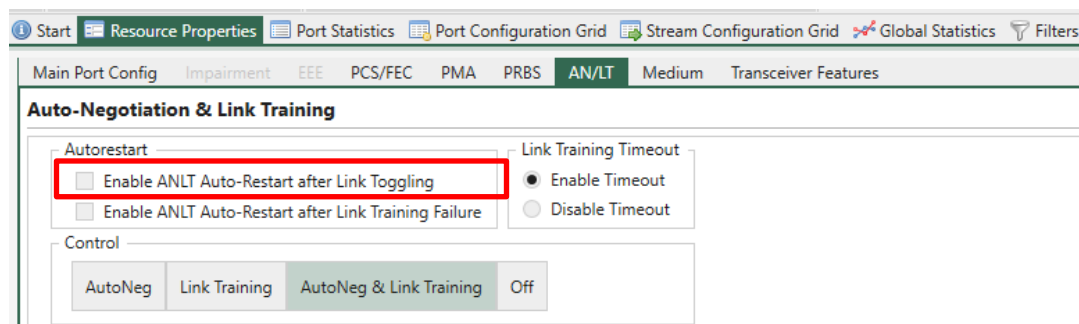 Start Resource Properties Port Statistics Port Configuration Grid Stream Configuration Grid Global Statistics Filters
Main Port Config Impairment EEE PCS/FEC PMA PRBS AN/LT Medium Transceiver Features
Auto-Negotiation & Link Training
Autorestart Link Training Timeout
Enable ANLT Auto-Restart after Link Toggling Enable Timeout
Enable ANLT Auto-Restart after Link Training Failure Disable Timeout
Control
AutoNeg Link Training AutoNeg & Link Training Off